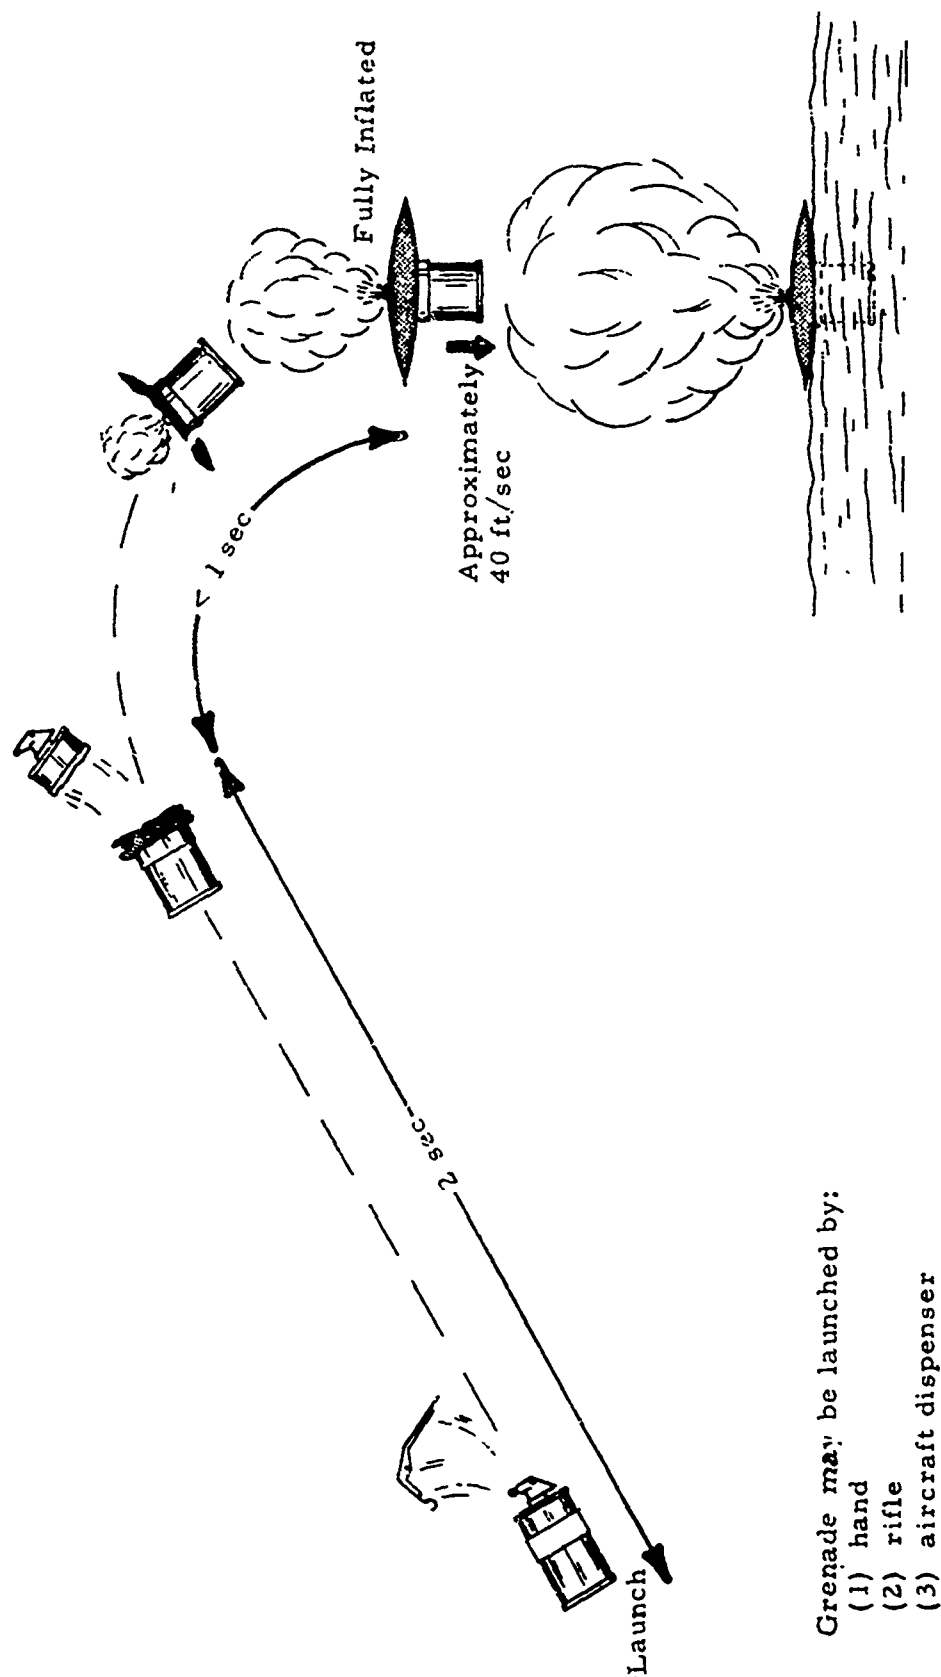 Fully Inflated
< 1 sec
Approximately
40 ft/sec
2 sec
Launch
Grenade may be launched by:
(1) hand
(2) rifle
(3) aircraft dispenser